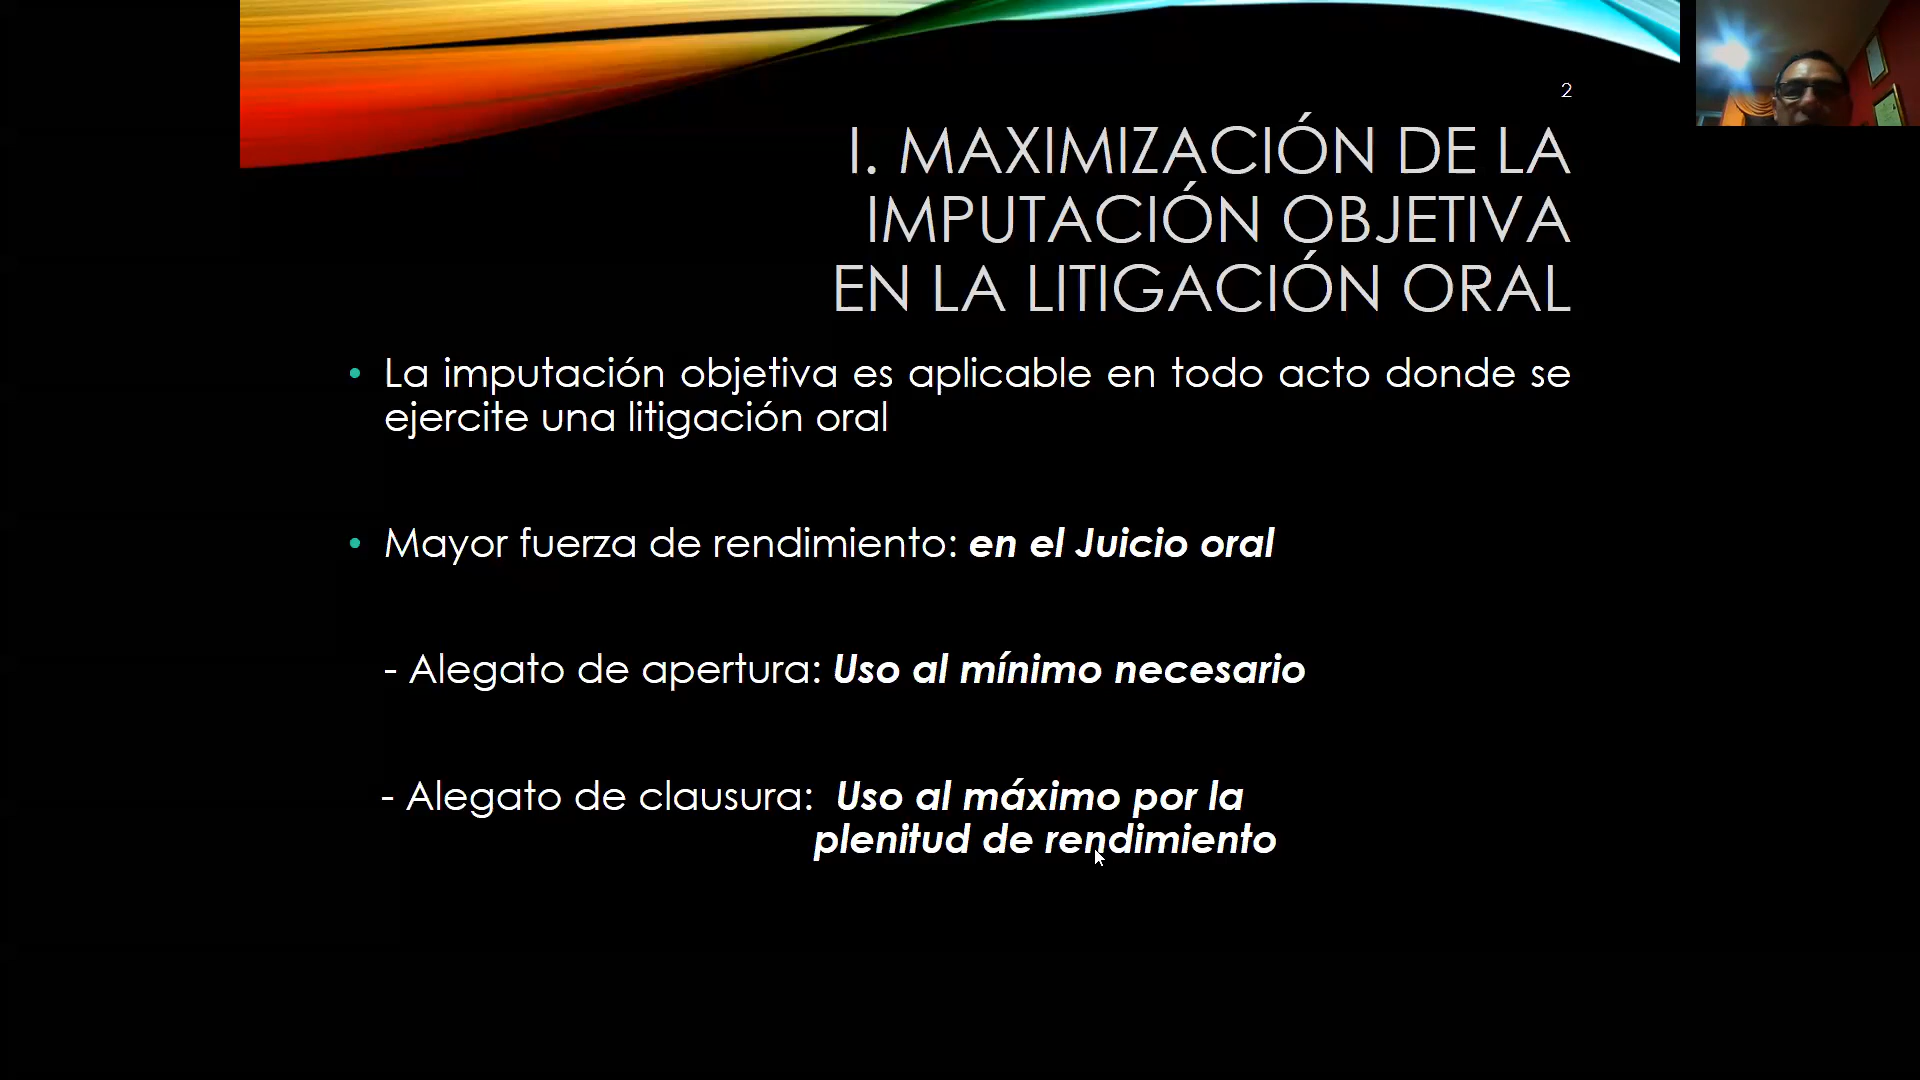 2
I. MAXIMIZACIÓN DE LA
IMPUTACIÓN OBJETIVA
EN LA LITIGACIÓN ORAL
• La imputación objetiva es aplicable en todo acto donde se
ejercite una litigación oral
• Mayor fuerza de rendimiento: en el Juicio oral
- Alegato de apertura: Uso al mínimo necesario
- Alegato de clausura: Uso al máximo por la
plenitud de rendimiento